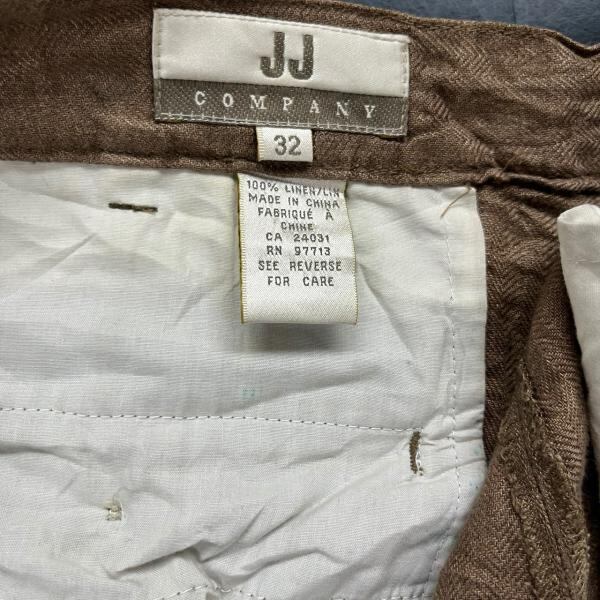 JJ
COMPANY
32
100% LINEN/LIN
MADE IN CHINA
FABRIQUÉ À
CHINE
CA 24031
RN 97713
SEE REVERSE
FOR CARE